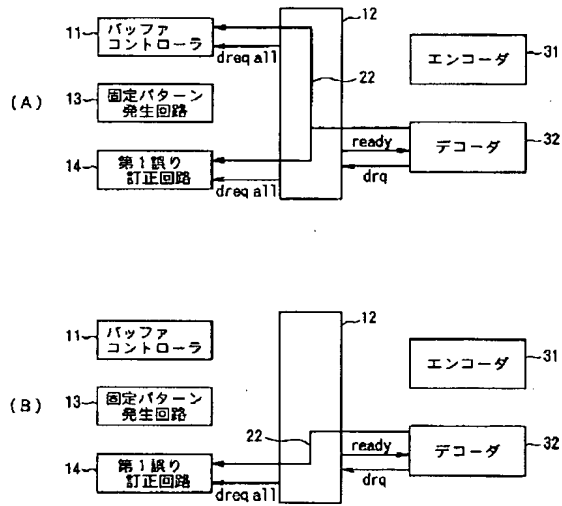 (A)
11
バッファ
コントローラ
dreq all
13
固定パターン
発生回路
14
第1誤り
訂正回路
dreq all
12
22
エンコーダ
31
ready
drq
デコーダ
32
(B)
11
バッファ
コントローラ
13
固定パターン
発生回路
14
第1誤り
訂正回路
dreq all
12
22
エンコーダ
31
ready
drq
デコーダ
32